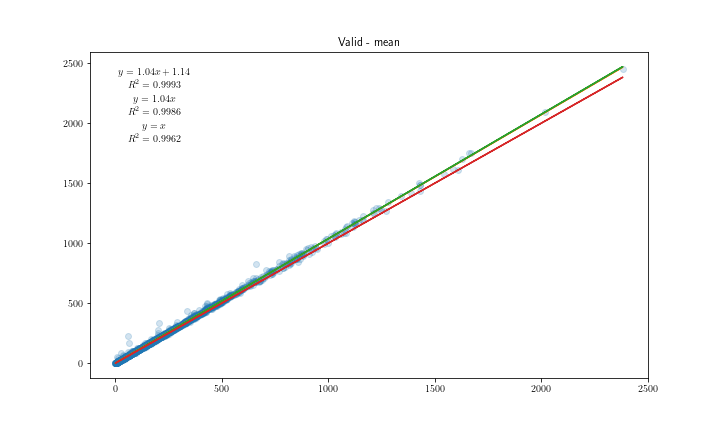 Valid - mean
y = 1.04x + 1.14
R² = 0.9993
y = 1.04x
R² = 0.9986
y = x
R² = 0.9962
2500
2000
1500
1000
500
0
0 500 1000 1500 2000 2500